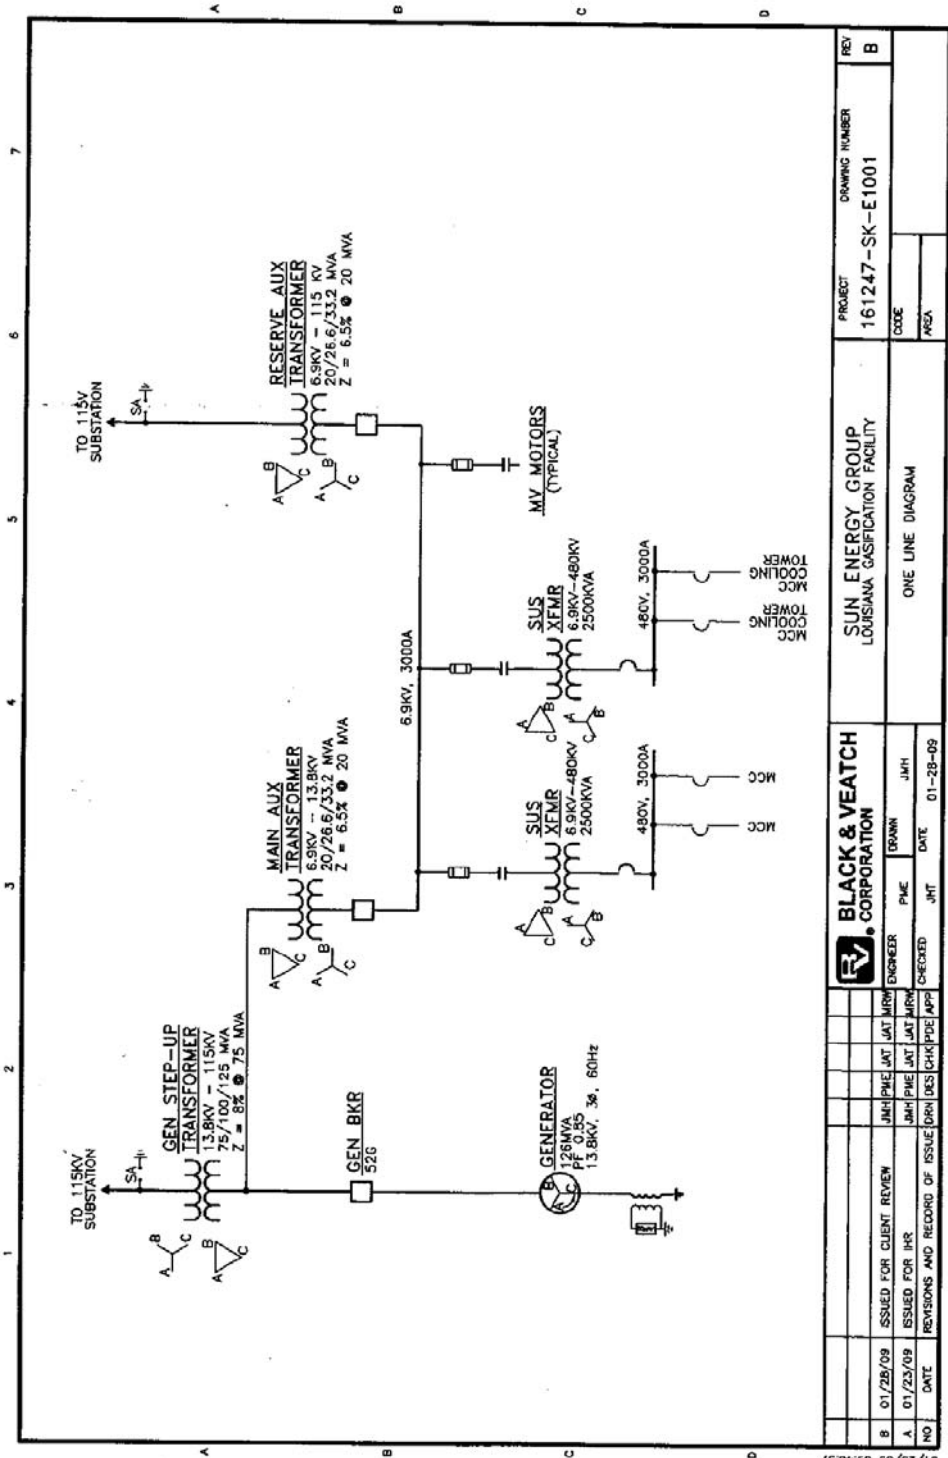 1
2
3
4
5
6
7
A
B
C
D
A
B
C
D
TO 115KV
SUBSTATION
SA
GEN STEP-UP
TRANSFORMER
13.8KV - 115KV
75/100/125 MVA
Z = 8% @ 75 MVA
A
B
C
A
B
C
GEN BKR
52G
GENERATOR
126MVA
PF 0.85
13.8KV, 3ø, 60Hz
A
B
C
MAIN AUX
TRANSFORMER
6.9KV - 13.8KV
20/26.6/33.2 MVA
Z = 6.5% @ 20 MVA
A
B
C
A
B
C
6.9KV, 3000A
TO 115V
SUBSTATION
SA
RESERVE AUX
TRANSFORMER
6.9KV - 115 KV
20/26.6/33.2 MVA
Z = 6.5% @ 20 MVA
A
B
C
A
B
C
SUS
XFMR
6.9KV-480KV
2500KVA
A
B
C
A
B
C
480V, 3000A
MCC
MCC
SUS
XFMR
6.9KV-480KV
2500KVA
A
B
C
A
B
C
480V, 3000A
MCC
COOLING
TOWER
MCC
COOLING
TOWER
MV MOTORS
(TYPICAL)
B 01/28/09 ISSUED FOR CLIENT REVIEW JMH PME JAT JAT MRW
A 01/23/09 ISSUED FOR IHR JMH PME JAT JAT MRW
NO DATE REVISIONS AND RECORD OF ISSUE DRN DES CHK PDE APP
BV. BLACK & VEATCH
CORPORATION
ENGINEER PME DRAWN JMH
CHECKED JHT DATE 01-28-09
SUN ENERGY GROUP
LOUISIANA GASIFICATION FACILITY
ONE LINE DIAGRAM
PROJECT DRAWING NUMBER REV
161247-SK-E1001 B
CODE
AREA